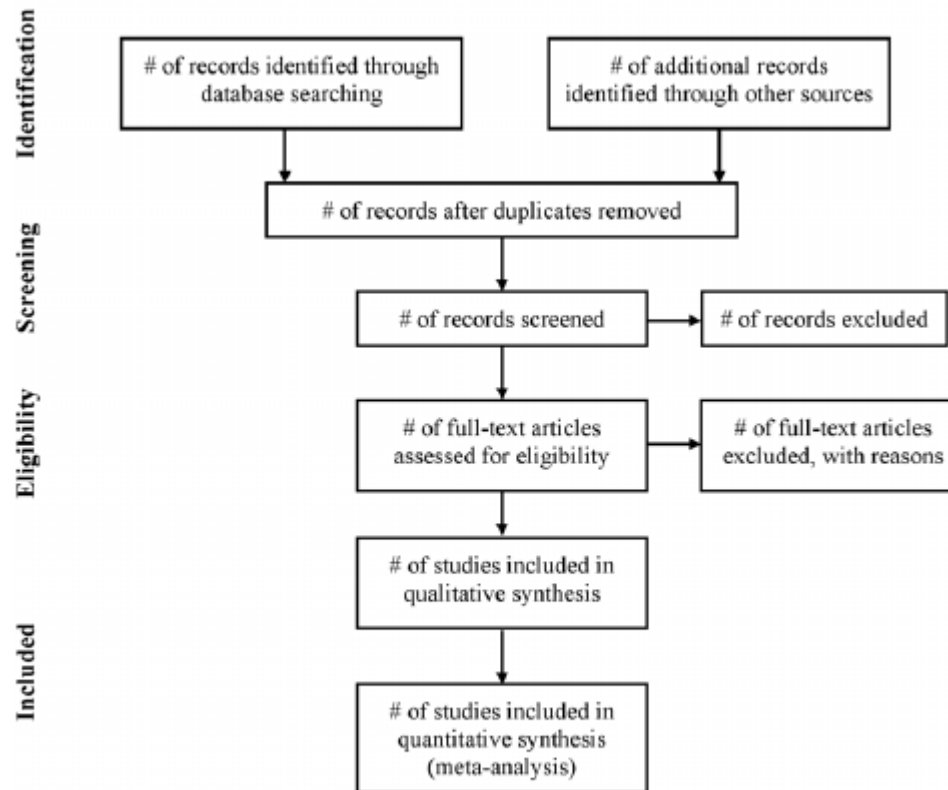 Identification
# of records identified through
database searching
# of additional records
identified through other sources
# of records after duplicates removed
Screening
# of records screened
# of records excluded
Eligibility
# of full-text articles
assessed for eligibility
# of full-text articles
excluded, with reasons
Included
# of studies included in
qualitative synthesis
# of studies included in
quantitative synthesis
(meta-analysis)